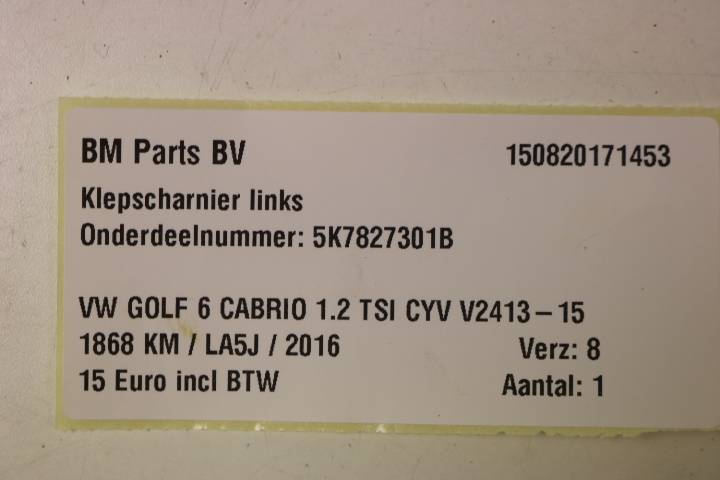 BM Parts BV 150820171453
Klepscharnier links
Onderdeelnummer: 5K7827301B
VW GOLF 6 CABRIO 1.2 TSI CYV V2413-15
1868 KM / LA5J / 2016 Verz: 8
15 Euro incl BTW Aantal: 1